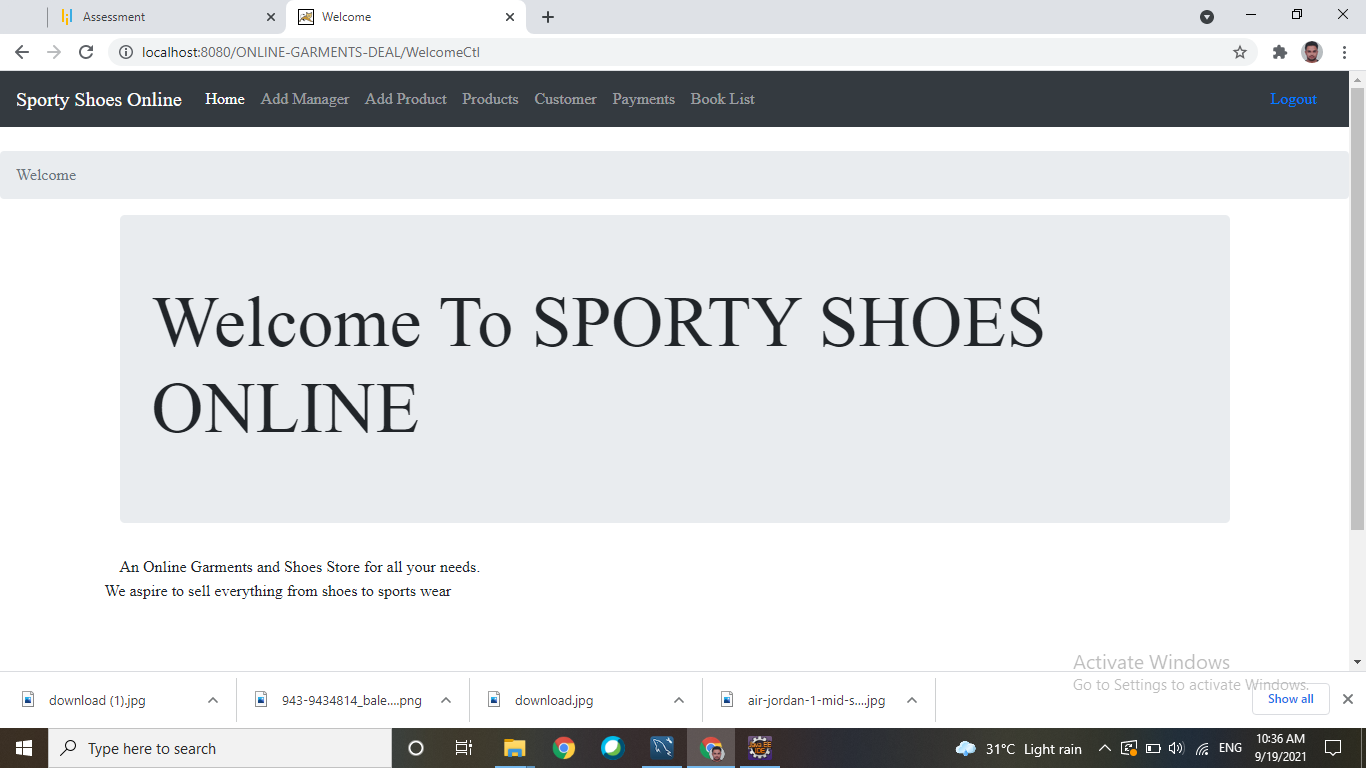 Assessment
Welcome
localhost:8080/ONLINE-GARMENTS-DEAL/WelcomeCtl
Sporty Shoes Online Home Add Manager Add Product Products Customer Payments Book List Logout
Welcome
Welcome To SPORTY SHOES
ONLINE
An Online Garments and Shoes Store for all your needs.
We aspire to sell everything from shoes to sports wear
Activate Windows
Go to Settings to activate Windows.
download (1).jpg
943-9434814_bale....png
download.jpg
air-jordan-1-mid-s....jpg
Show all
Type here to search
31°C Light rain
ENG
10:36 AM
9/19/2021